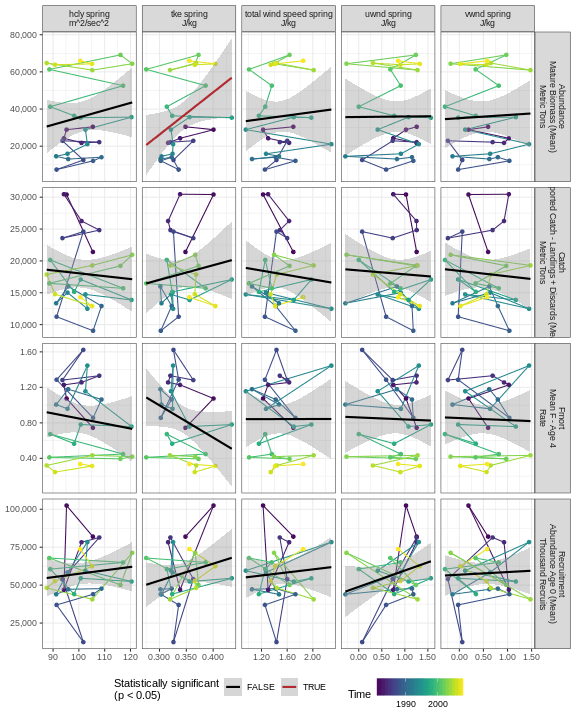 hcly spring
m^2/sec^2
tke spring
J/kg
total wind speed spring
J/kg
uwnd spring
J/kg
vwnd spring
J/kg
80,000
60,000
40,000
20,000
Abundance
Mature Biomass (Mean)
Metric Tons
30,000
25,000
20,000
15,000
10,000
Catch
Catch - Landings + Discards
Metric Tons
1.60
1.20
0.80
0.40
Fmort
Mean F - Age 4
Rate
100,000
75,000
50,000
25,000
Recruitment
Abundance Age 0 (Mean)
Thousand Recruits
90 100 110 120
0.300 0.350 0.400
1.20 1.60 2.00
0.00 0.50 1.00 1.50
0.00 0.50 1.00 1.50
Statistically significant
(p < 0.05)
FALSE
TRUE
Time
1990 2000